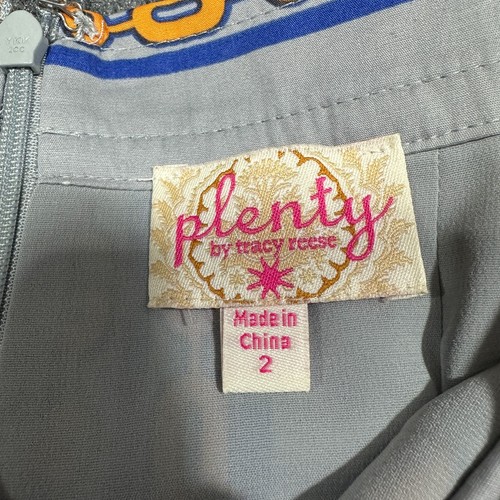 plenty
by tracy reese
Made in
China
2